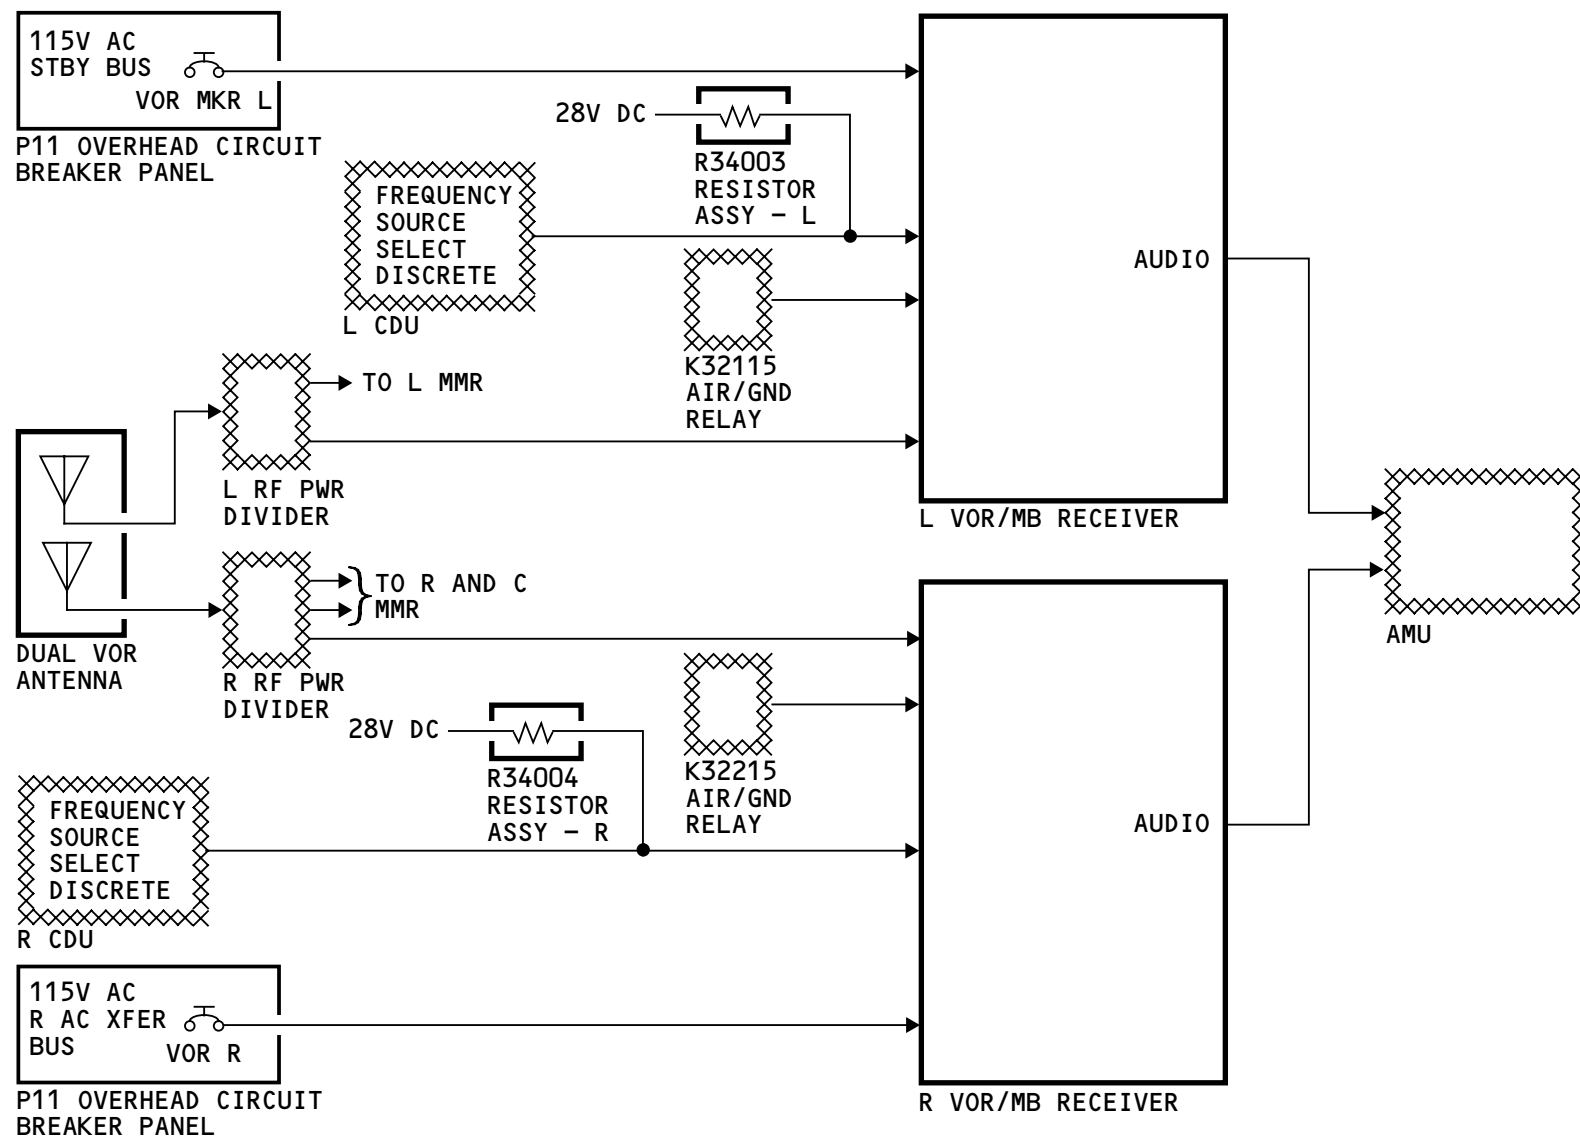 115V AC
STBY BUS
VOR MKR L
P11 OVERHEAD CIRCUIT
BREAKER PANEL
28V DC
R34003
RESISTOR
ASSY - L
FREQUENCY
SOURCE
SELECT
DISCRETE
L CDU
K32115
AIR/GND
RELAY
AUDIO
L VOR/MB RECEIVER
TO L MMR
L RF PWR
DIVIDER
DUAL VOR
ANTENNA
TO R AND C
MMR
R RF PWR
DIVIDER
AMU
28V DC
R34004
RESISTOR
ASSY - R
K32215
AIR/GND
RELAY
AUDIO
FREQUENCY
SOURCE
SELECT
DISCRETE
R CDU
115V AC
R AC XFER
BUS
VOR R
P11 OVERHEAD CIRCUIT
BREAKER PANEL
R VOR/MB RECEIVER